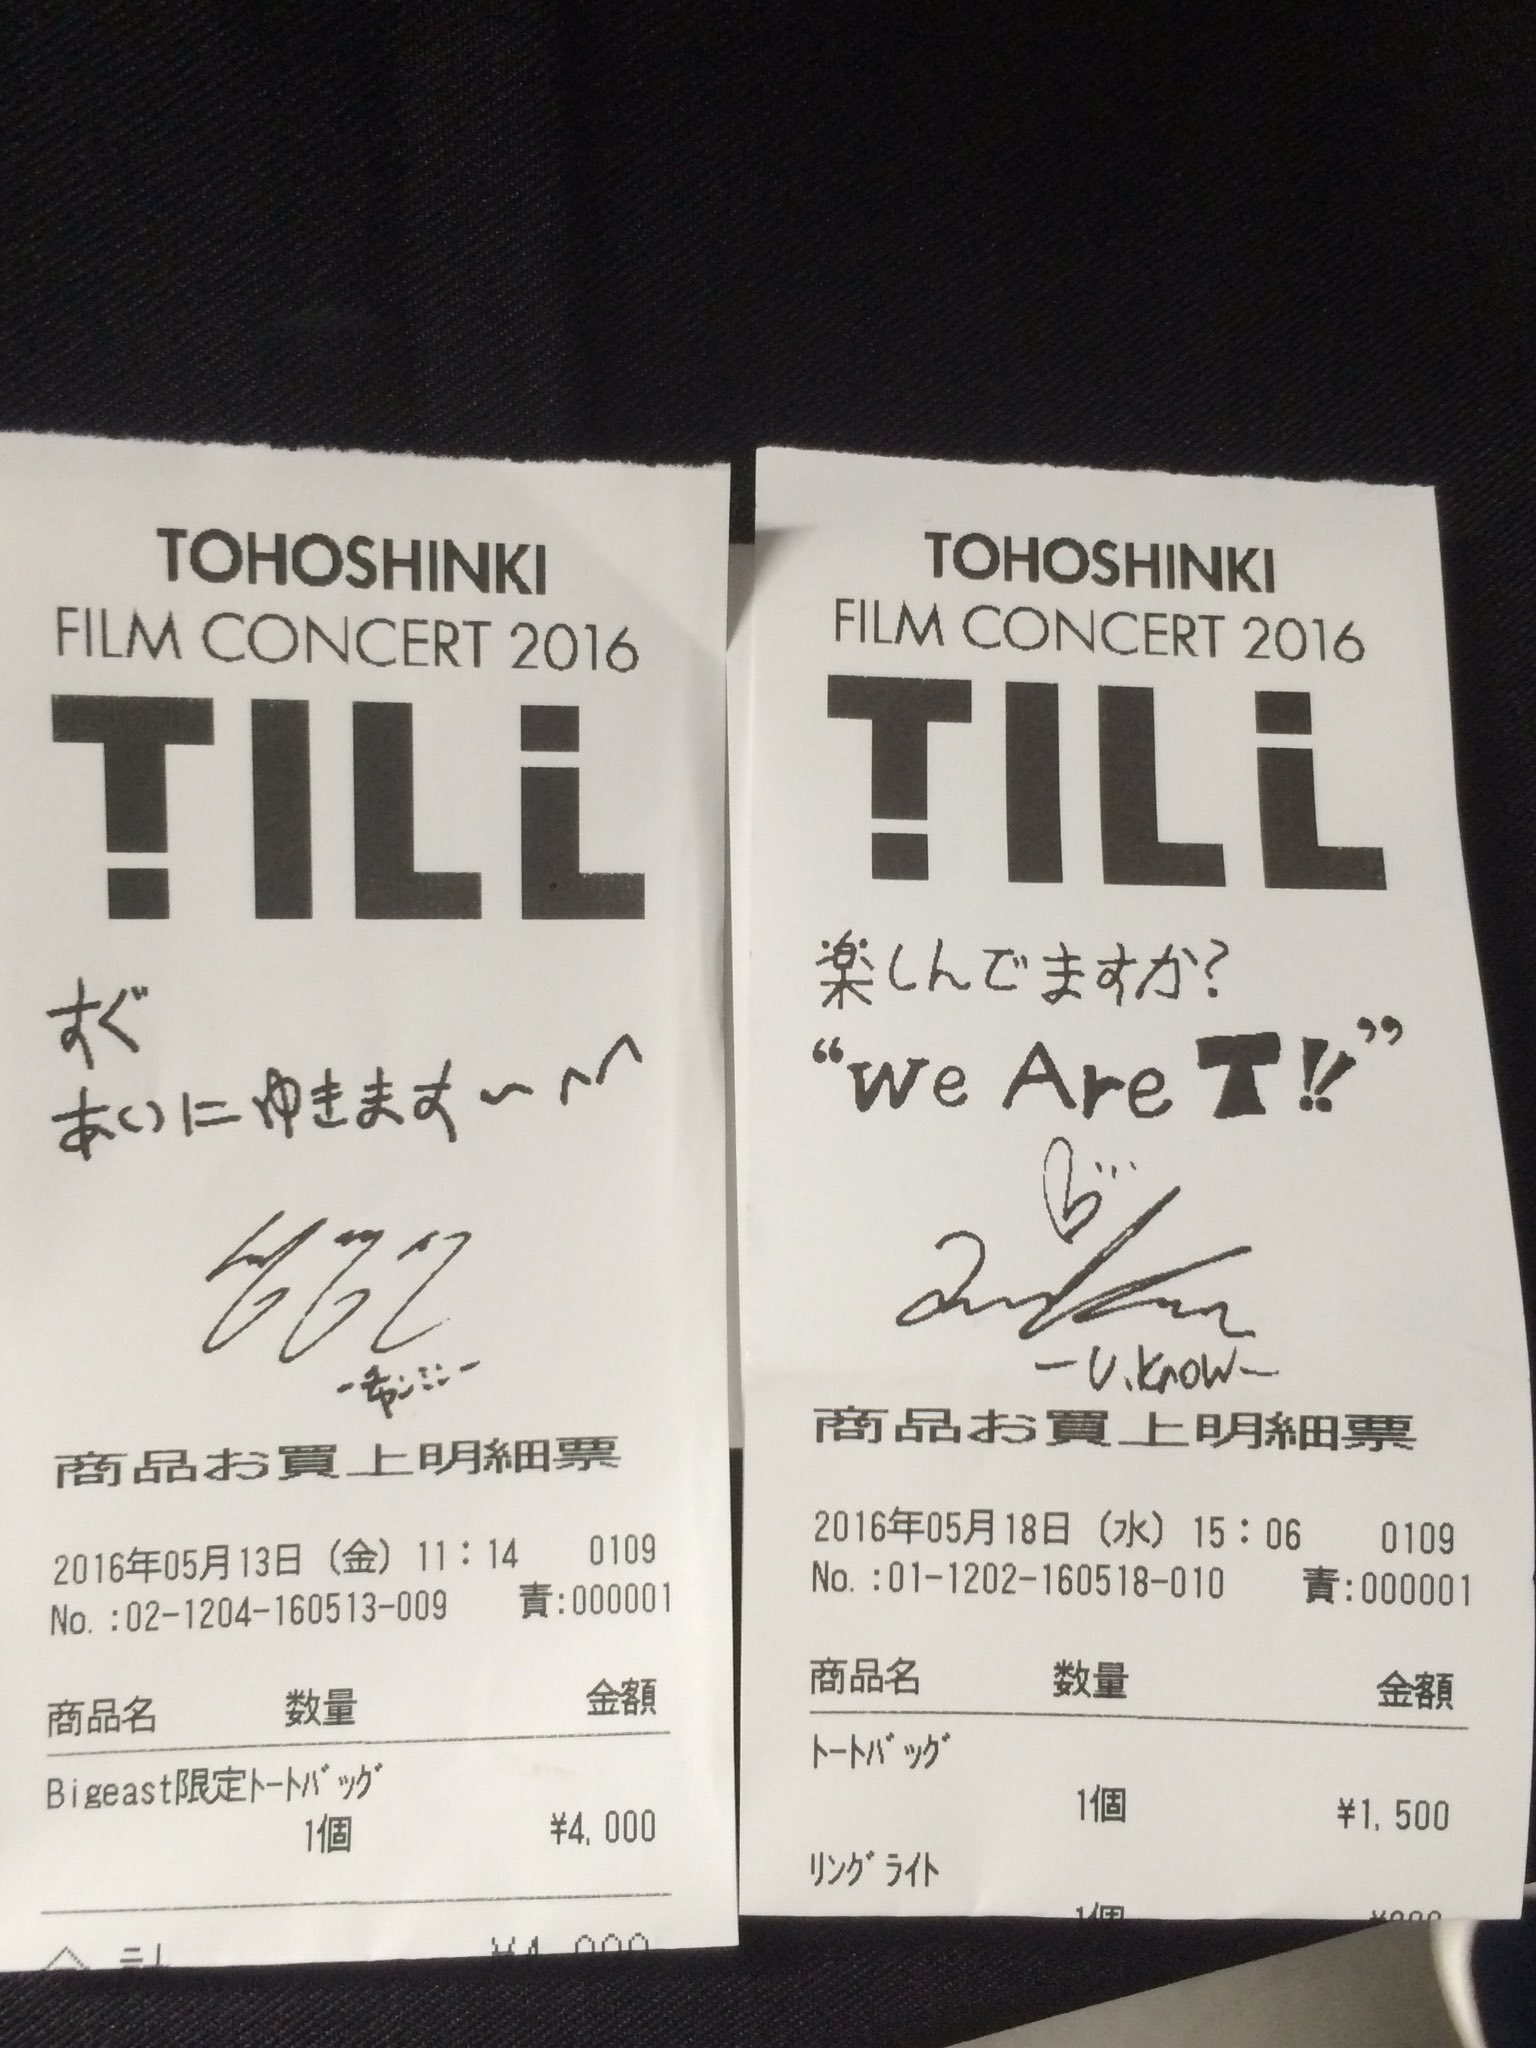 TOHOSHINKI
FILM CONCERT 2016
TILL
すぐ
あいにゆきます〜
-チャンミン-
商品お買上明細票
2016年05月13日（金）11：14 0109
No.:02-1204-160513-009 責:000001
商品名 数量 金額
Bigeast限定ﾄｰﾄﾊﾞｯｸﾞ
1個 ¥4,000
TOHOSHINKI
FILM CONCERT 2016
TILL
楽しんでますか?
“we Are T!!”
-U.Know-
商品お買上明細票
2016年05月18日（水）15：06 0109
No.:01-1202-160518-010 責:000001
商品名 数量 金額
ﾄｰﾄﾊﾞｯｸﾞ
1個 ¥1,500
ﾘﾝｸﾞﾗｲﾄ
1個